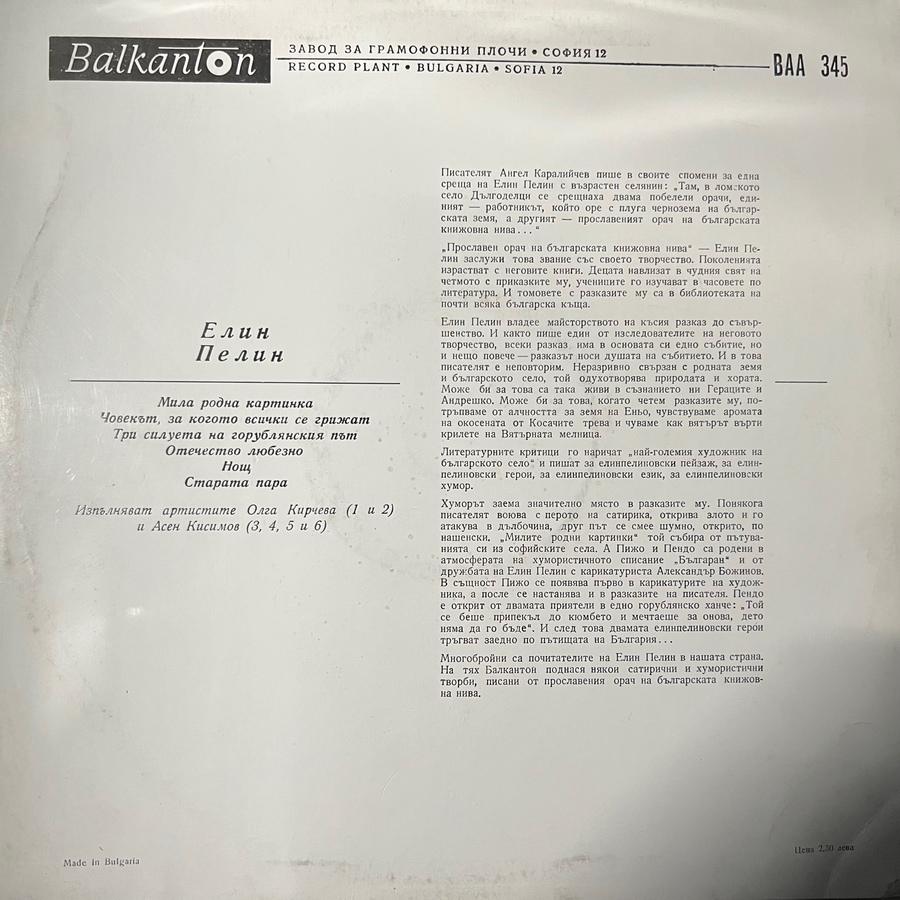 Balkanton
ЗАВОД ЗА ГРАМОФОННИ ПЛОЧИ • СОФИЯ 12
RECORD PLANT • BULGARIA • SOFIA 12
ВАА 345
Елин
Пелин
Мила родна картинка
Човекът, за когото всички се грижат
Три силуета на горублянския път
Отечество любезно
Нощ
Старата пара
Изпълняват артистите Олга Кирчева (1 и 2)
и Асен Кисимов (3, 4, 5 и 6)
Писателят Ангел Каралийчев пише в своите спомени за една
среща на Елин Пелин с възрастен селянин: „Там, в ломското
село Дългоделци се срещнаха двама побелели орачи, еди-
ният — работникът, който оре с плуга чернозема на българ-
ската земя, а другият — прославеният орач на българската
книжовна нива... “
„Прославен орач на българската книжовна нива“ — Елин Пе-
лин заслужи това звание със своето творчество. Поколенията
израстват с неговите книги. Децата навлизат в чудния свят на
четмото с приказките му, учениците го изучават в часовете по
литература. И томовете с разказите му са в библиотеката на
почти всяка българска къща.
Елин Пелин владее майсторството на късия разказ до съвър-
шенство. И както пише един от изследователите на неговото
творчество, всеки разказ има в основата си едно събитие, но
и нещо повече — разказът носи душата на събитието. И в това
писателят е неповторим. Неразривно свързан с родната земя
и българското село, той одухотворява природата и хората.
Може би за това са така живи в съзнанието ни Гераците и
Андрешко. Може би за това, когато четем разказите му, по-
тръпваме от алчността за земя на Еньо, чувствуваме аромата
на окосената от Косачите трева и чуваме как вятърът върти
крилете на Вятърната мелница.
Литературните критици го наричат „най-големия художник на
българското село“ и пишат за елинпелиновски пейзаж, за елин-
пелиновски герои, за елинпелиновски език, за елинпелиновски
хумор.
Хуморът заема значително място в разказите му. Понякога
писателят воюва с перото на сатирика, открива злото и го
атакува в дълбочина, друг път се смее шумно, открито, по
нашенски. „Милите родни картинки“ той събира от пътува-
нията си из софийските села. А Пижо и Пендо са родени в
атмосферата на хумористичното списание „Българан“ и от
дружбата на Елин Пелин с карикатуриста Александър Божинов.
В същност Пижо се появява първо в карикатурите на худож-
ника, а после се настанява и в разказите на писателя. Пендо
е открит от двамата приятели в едно горублянско ханче: „Той
се беше припекъл до кюмбето и мечтаеше за онова, дето
няма да го бъде“. И след това двамата елинпелиновски герои
тръгват заедно по пътищата на България...
Многобройни са почитателите на Елин Пелин в нашата страна.
На тях Балкантон поднася някои сатирични и хумористични
творби, писани от прославения орач на българската книжов-
на нива.
Made in Bulgaria
Цена 2,50 лева